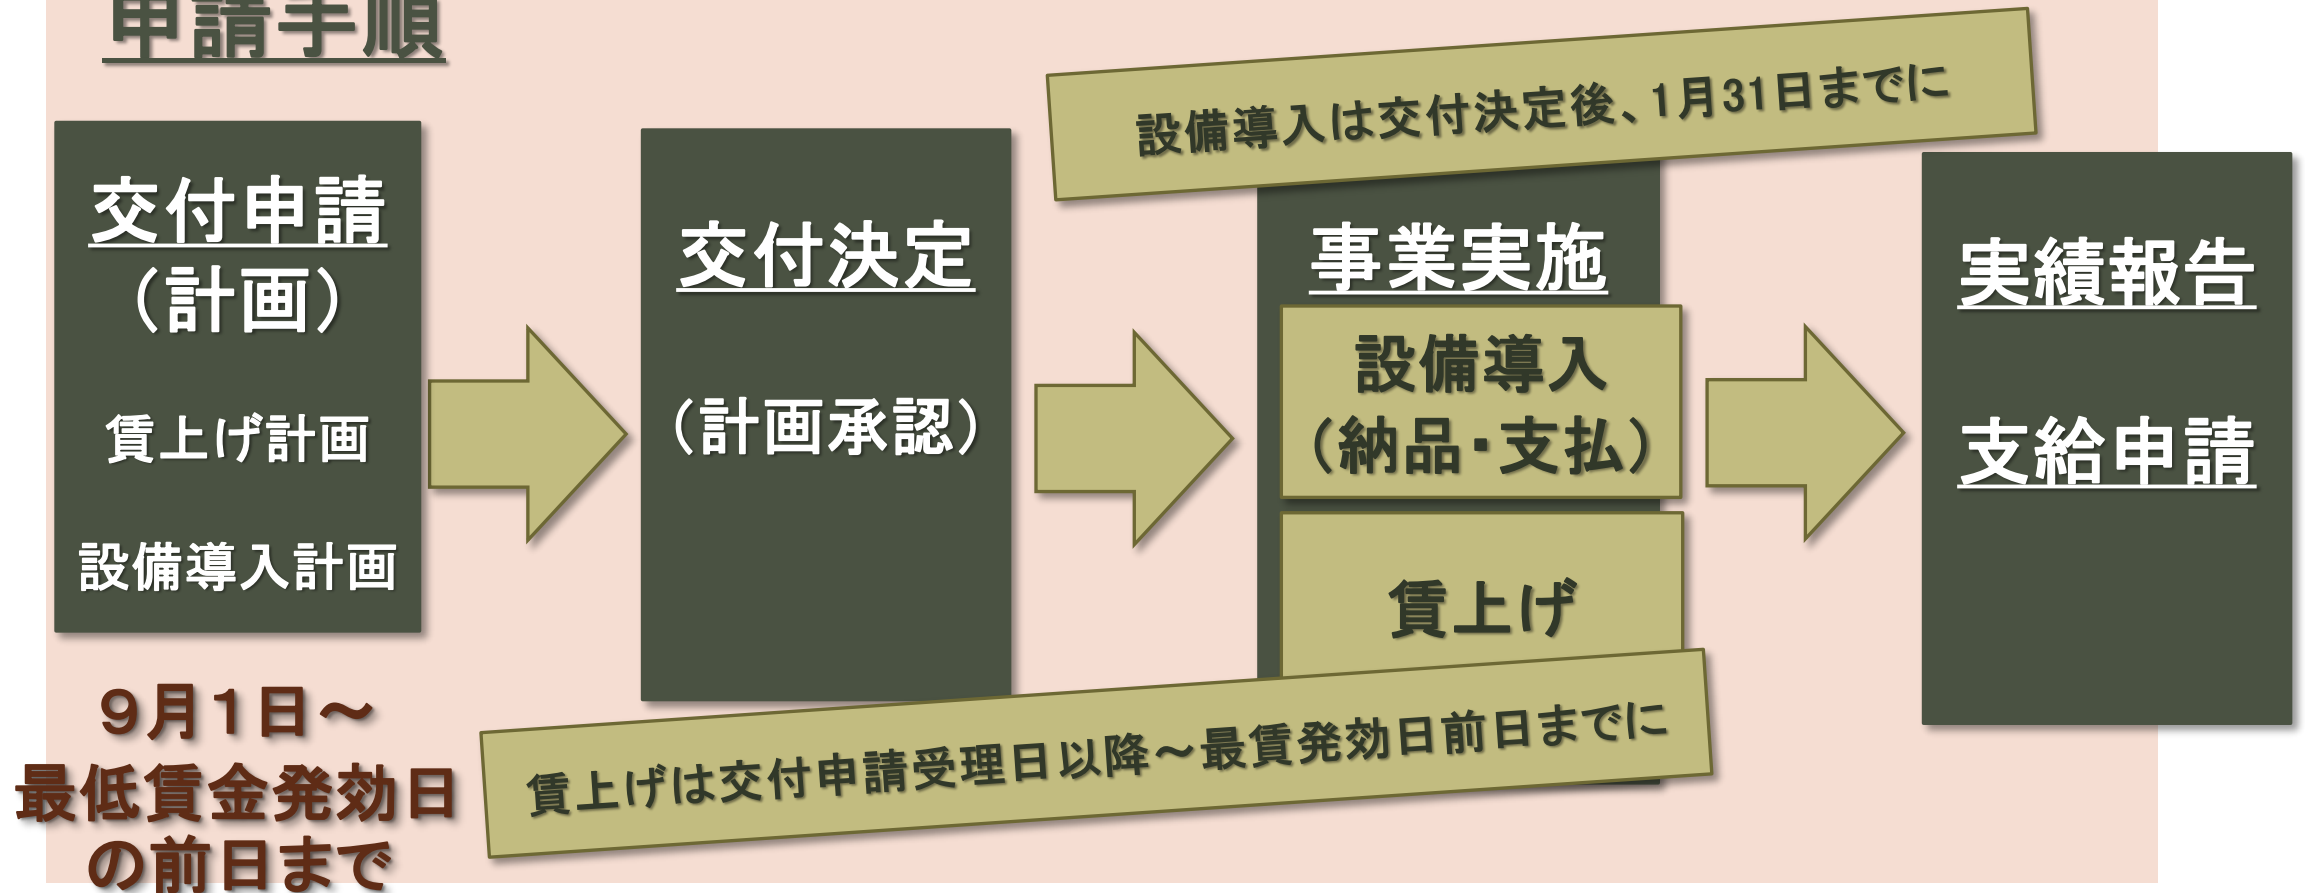 申請手順
交付申請
（計画）
賃上げ計画
設備導入計画
９月１日～
最低賃金発効日
の前日まで
交付決定
（計画承認）
設備導入は交付決定後、1月31日までに
事業実施
設備導入
（納品・支払）
賃上げ
賃上げは交付申請受理日以降～最賃発効日前日までに
実績報告
支給申請